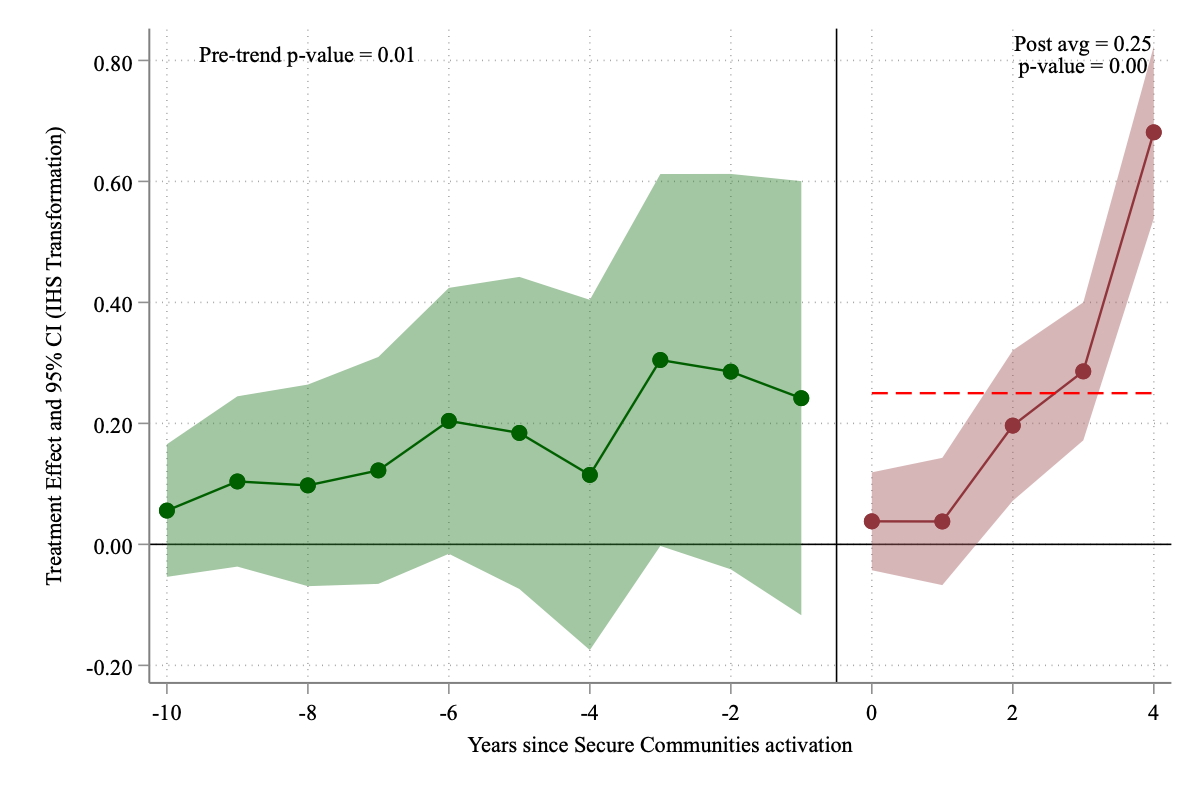 Pre-trend p-value = 0.01
Post avg = 0.25
p-value = 0.00
Treatment Effect and 95% CI (IHS Transformation)
0.80
0.60
0.40
0.20
0.00
-0.20
-10
-8
-6
-4
-2
0
2
4
Years since Secure Communities activation